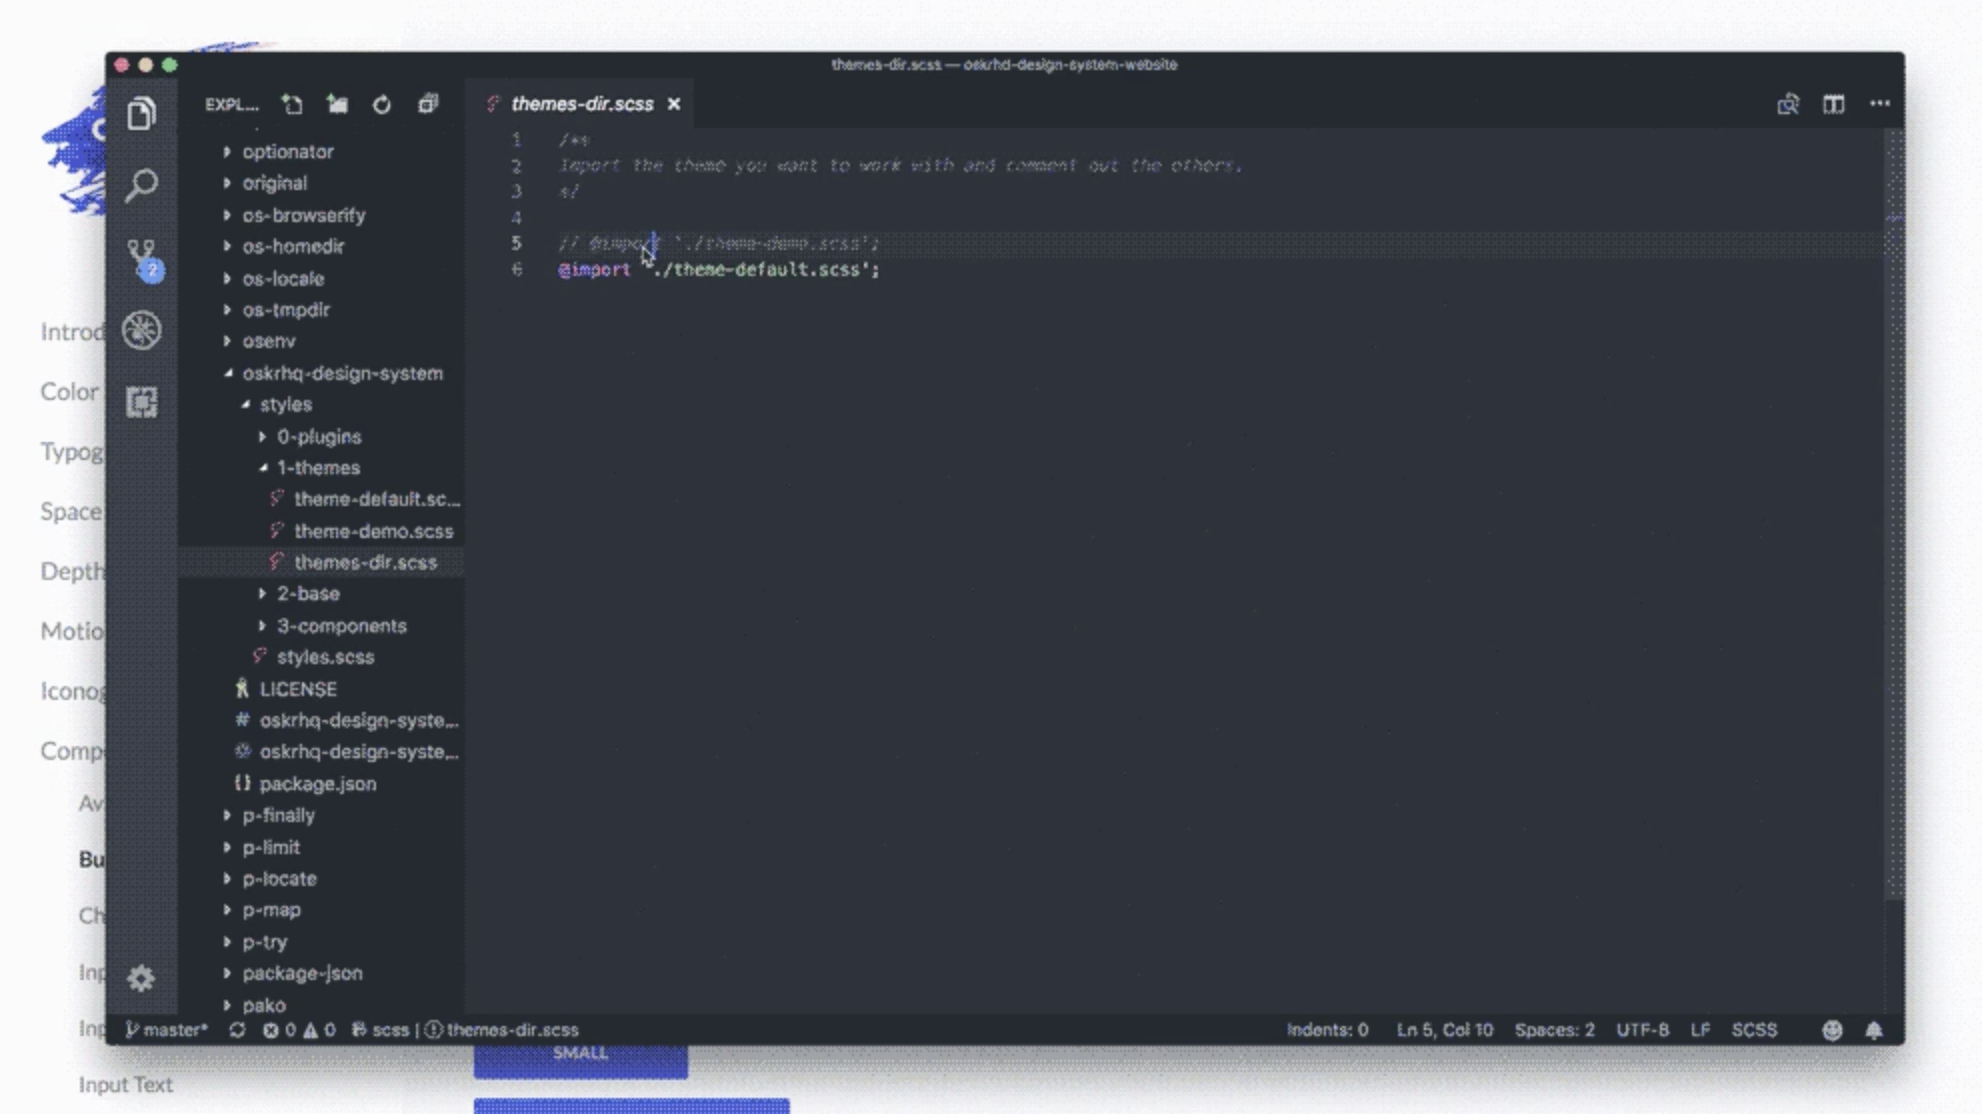 themes-dir.scss — oskrhd-design-system-website
EXPL...
themes-dir.scss
optionator
original
os-browserify
os-homedir
os-locale
os-tmpdir
osenv
oskrhq-design-system
styles
0-plugins
1-themes
theme-default.sc...
theme-demo.scss
themes-dir.scss
2-base
3-components
styles.scss
LICENSE
oskrhq-design-syste...
oskrhq-design-syste...
package.json
p-finally
p-limit
p-locate
p-map
p-try
package-json
pako
1 /**
2 Import the theme you want to work with and comment out the others.
3 */
4
5 // @import './theme-demo.scss';
6 @import './theme-default.scss';
2
master* 0 0 scss | themes-dir.scss
Indents: 0 Ln 5, Col 10 Spaces: 2 UTF-8 LF SCSS
Introd
Color
Typog
Space
Depth
Motio
Iconog
Comp
Av
Bu
Ch
Inp
Inp
Input Text
SMALL